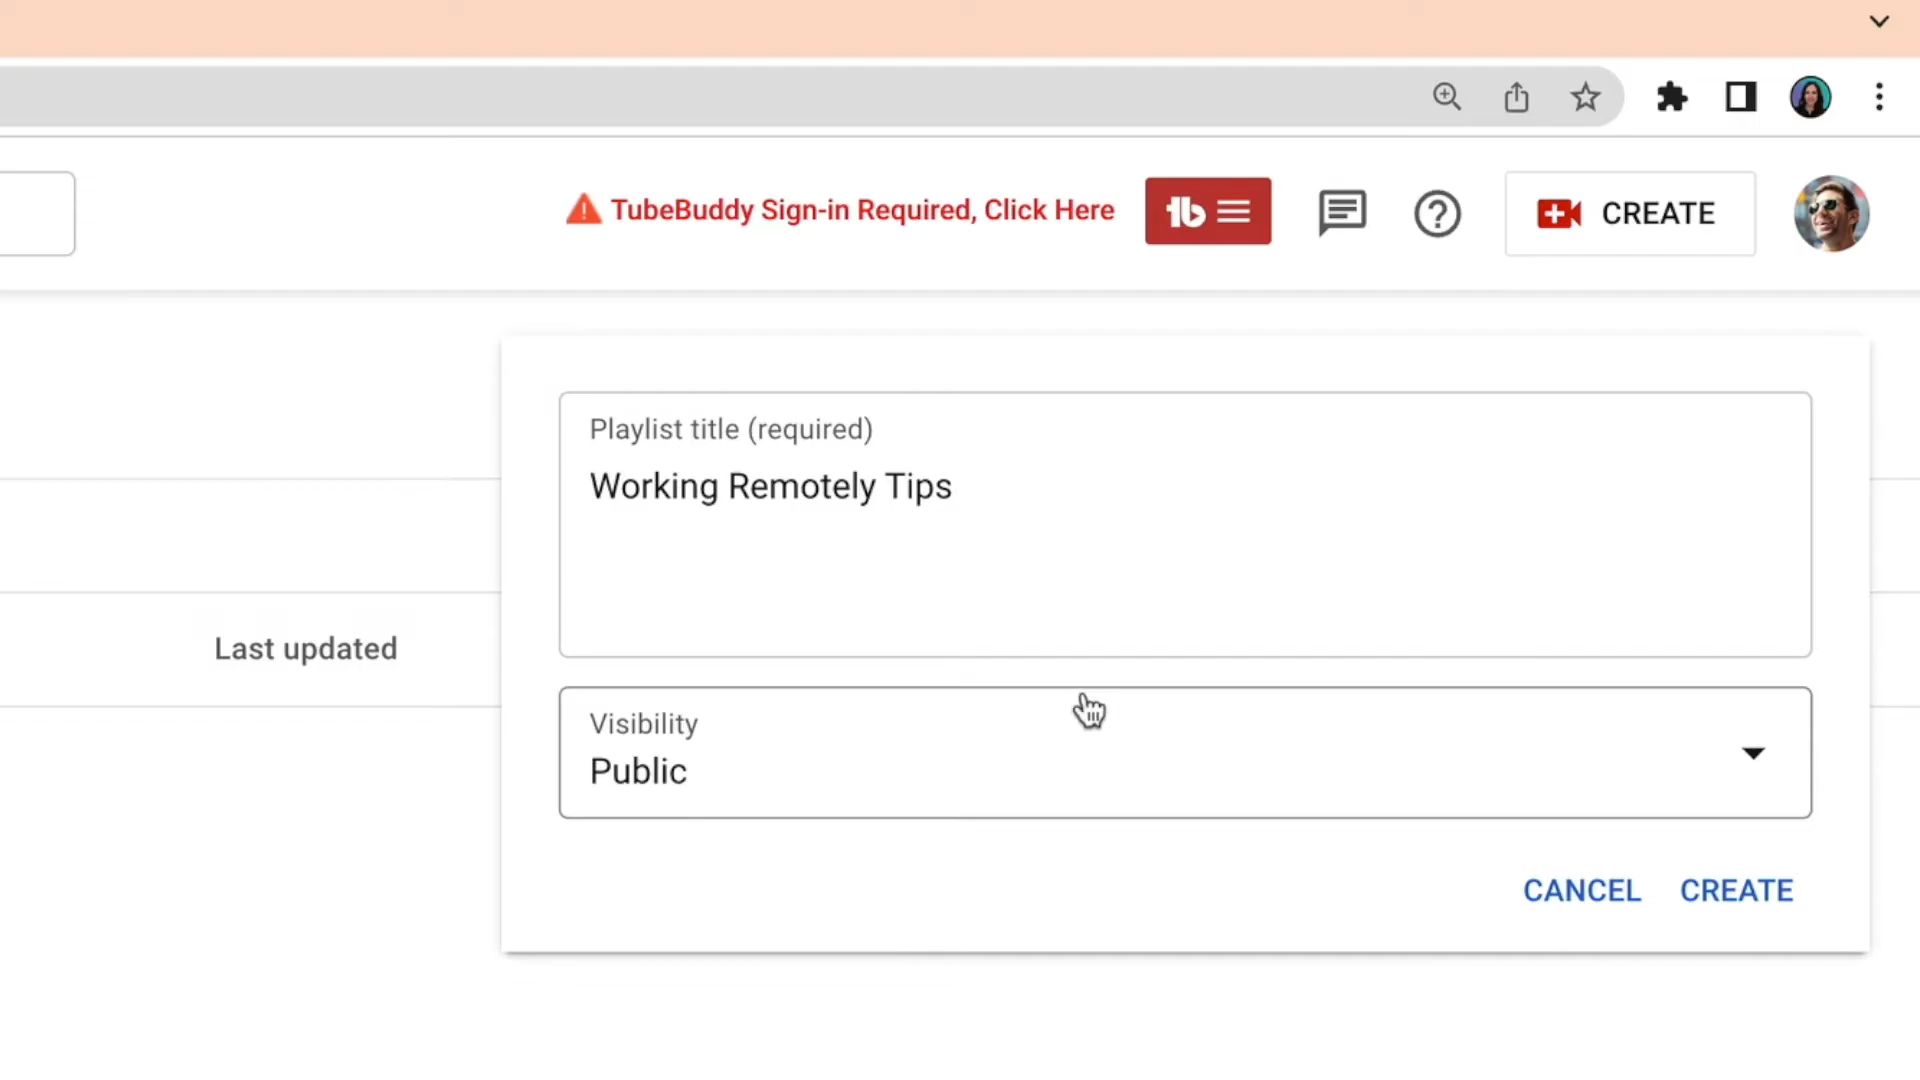 TubeBuddy Sign-in Required, Click Here
tb
CREATE
Playlist title (required)
Working Remotely Tips
Last updated
Visibility
Public
CANCEL CREATE